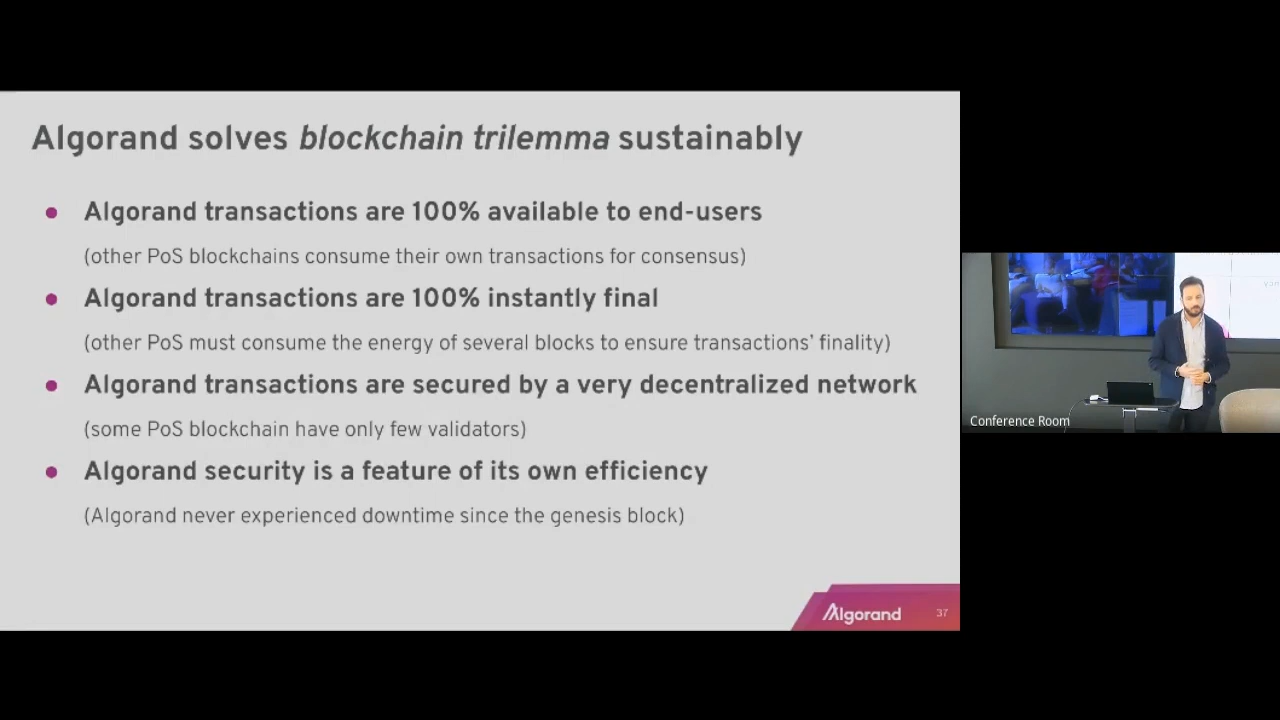 Algorand solves blockchain trilemma sustainably
● Algorand transactions are 100% available to end-users
(other PoS blockchains consume their own transactions for consensus)
● Algorand transactions are 100% instantly final
(other PoS must consume the energy of several blocks to ensure transactions’ finality)
● Algorand transactions are secured by a very decentralized network
(some PoS blockchain have only few validators)
● Algorand security is a feature of its own efficiency
(Algorand never experienced downtime since the genesis block)
Algorand
37
Conference Room